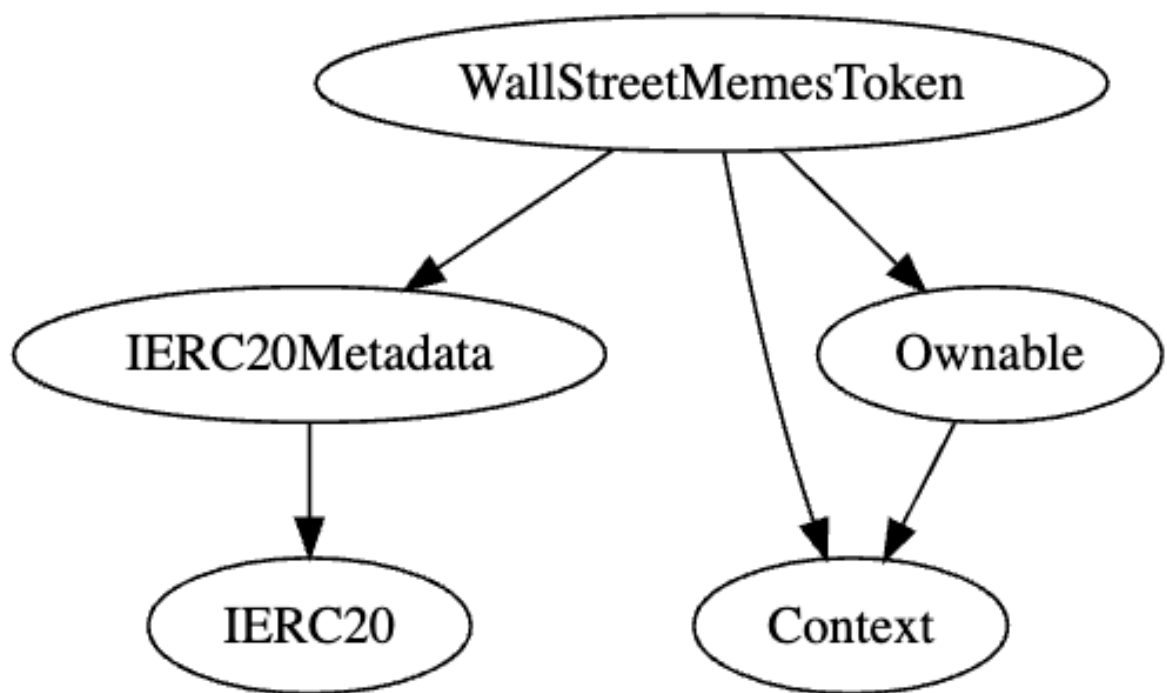 WallStreetMemesToken
IERC20Metadata
Ownable
IERC20
Context